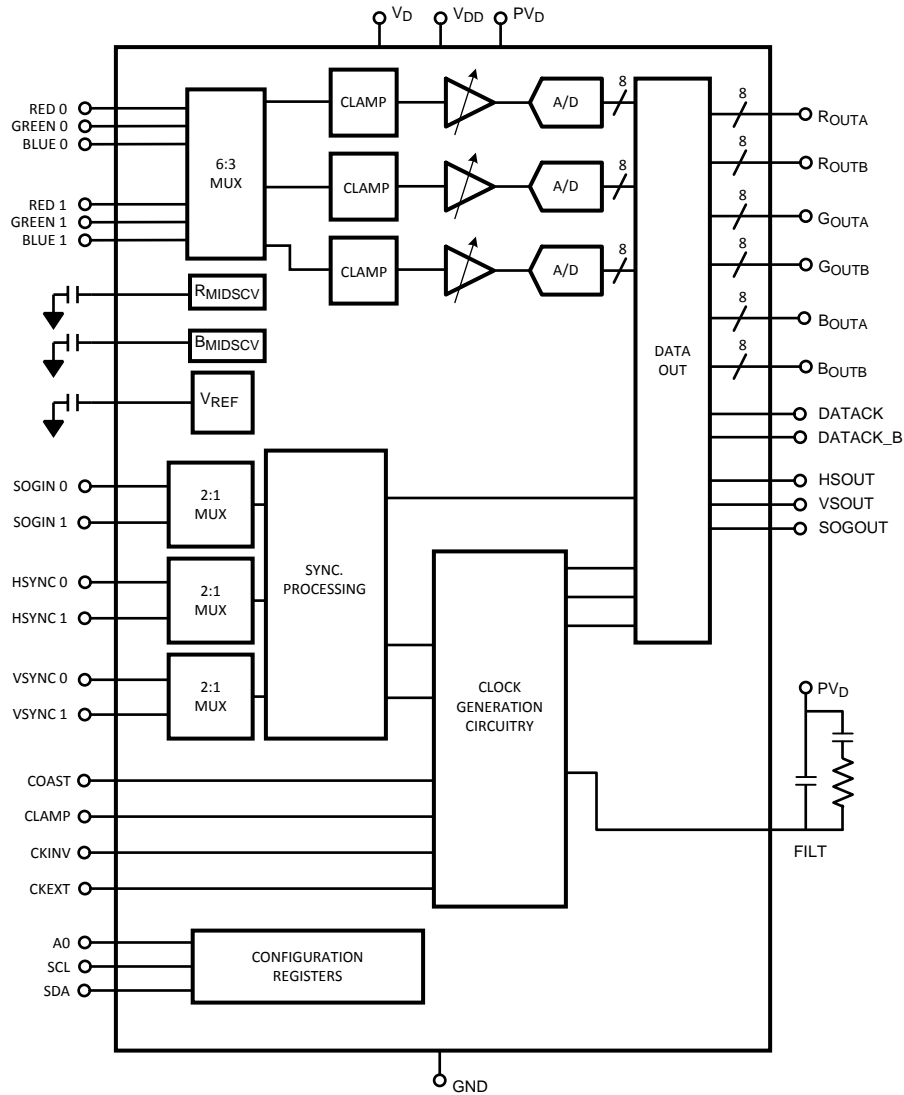 V_D
V_DD
PV_D
RED 0
GREEN 0
BLUE 0
RED 1
GREEN 1
BLUE 1
6:3
MUX
CLAMP
A/D
8
CLAMP
A/D
8
CLAMP
A/D
8
R_MIDSCV
B_MIDSCV
V_REF
DATA
OUT
8
R_OUTA
8
R_OUTB
8
G_OUTA
8
G_OUTB
8
B_OUTA
8
B_OUTB
DATACK
DATACK_B
HSOUT
VSOUT
SOGOUT
SOGIN 0
SOGIN 1
2:1
MUX
HSYNC 0
HSYNC 1
2:1
MUX
VSYNC 0
VSYNC 1
2:1
MUX
SYNC.
PROCESSING
CLOCK
GENERATION
CIRCUITRY
PV_D
FILT
COAST
CLAMP
CKINV
CKEXT
A0
SCL
SDA
CONFIGURATION
REGISTERS
GND